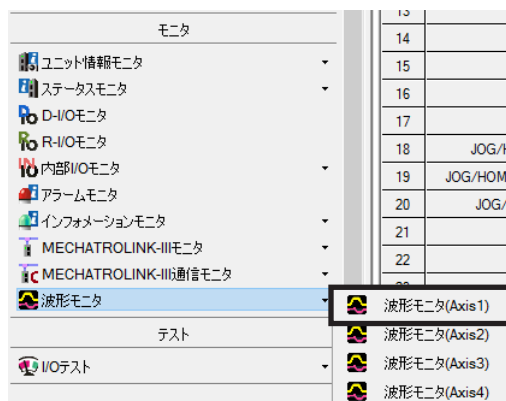 モニタ
ユニット情報モニタ
ステータスモニタ
D-I/Oモニタ
R-I/Oモニタ
内部I/Oモニタ
アラームモニタ
インフォメーションモニタ
MECHATROLINK-IIIモニタ
MECHATROLINK-III通信モニタ
波形モニタ
テスト
I/Oテスト
13
14
15
16
17
18 JOG/H
19 JOG/HOM
20 JOG/
21
22
波形モニタ(Axis1)
波形モニタ(Axis2)
波形モニタ(Axis3)
波形モニタ(Axis4)